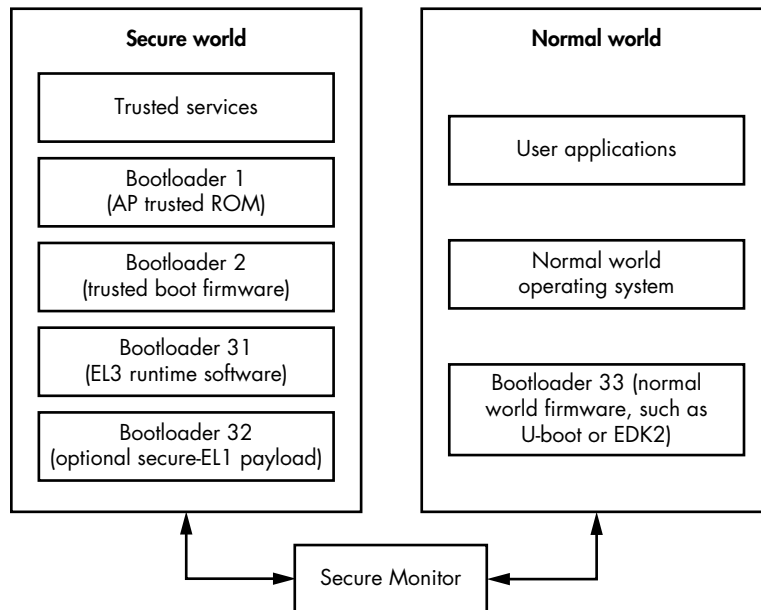 Secure world
Trusted services
Bootloader 1
(AP trusted ROM)
Bootloader 2
(trusted boot firmware)
Bootloader 31
(EL3 runtime software)
Bootloader 32
(optional secure-EL1 payload)
Normal world
User applications
Normal world
operating system
Bootloader 33 (normal
world firmware, such as
U-boot or EDK2)
Secure Monitor